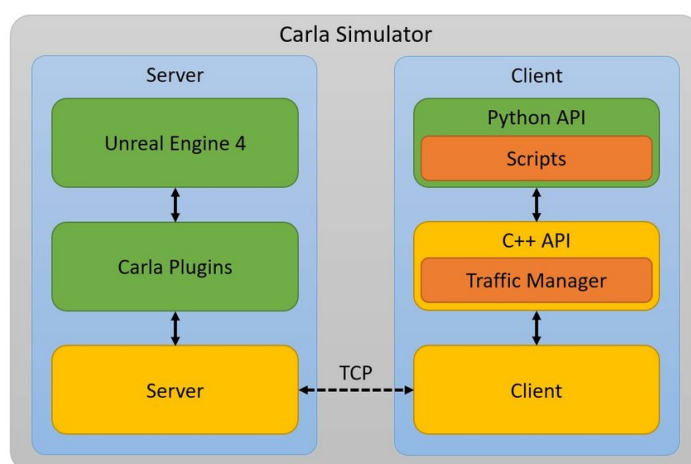 Carla Simulator
Server
Unreal Engine 4
Carla Plugins
Server
TCP
Client
Python API
Scripts
C++ API
Traffic Manager
Client